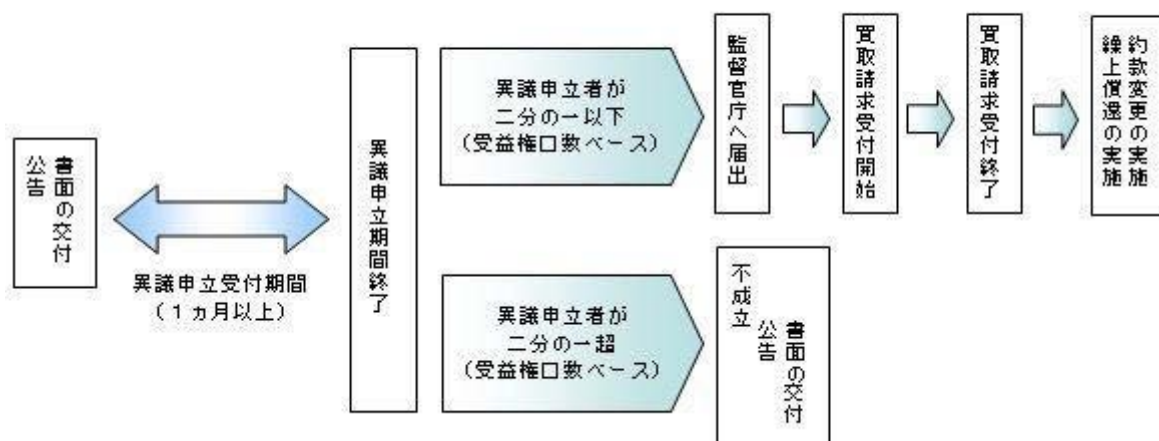 書面の交付
公告
異議申立受付期間
（１ヵ月以上）
異議申立期間終了
異議申立者が
二分の一以下
（受益権口数ベース）
監督官庁へ届出
買取請求受付開始
買取請求受付終了
約款変更の実施
繰上償還の実施
異議申立者が
二分の一超
（受益権口数ベース）
不成立
書面の交付
公告